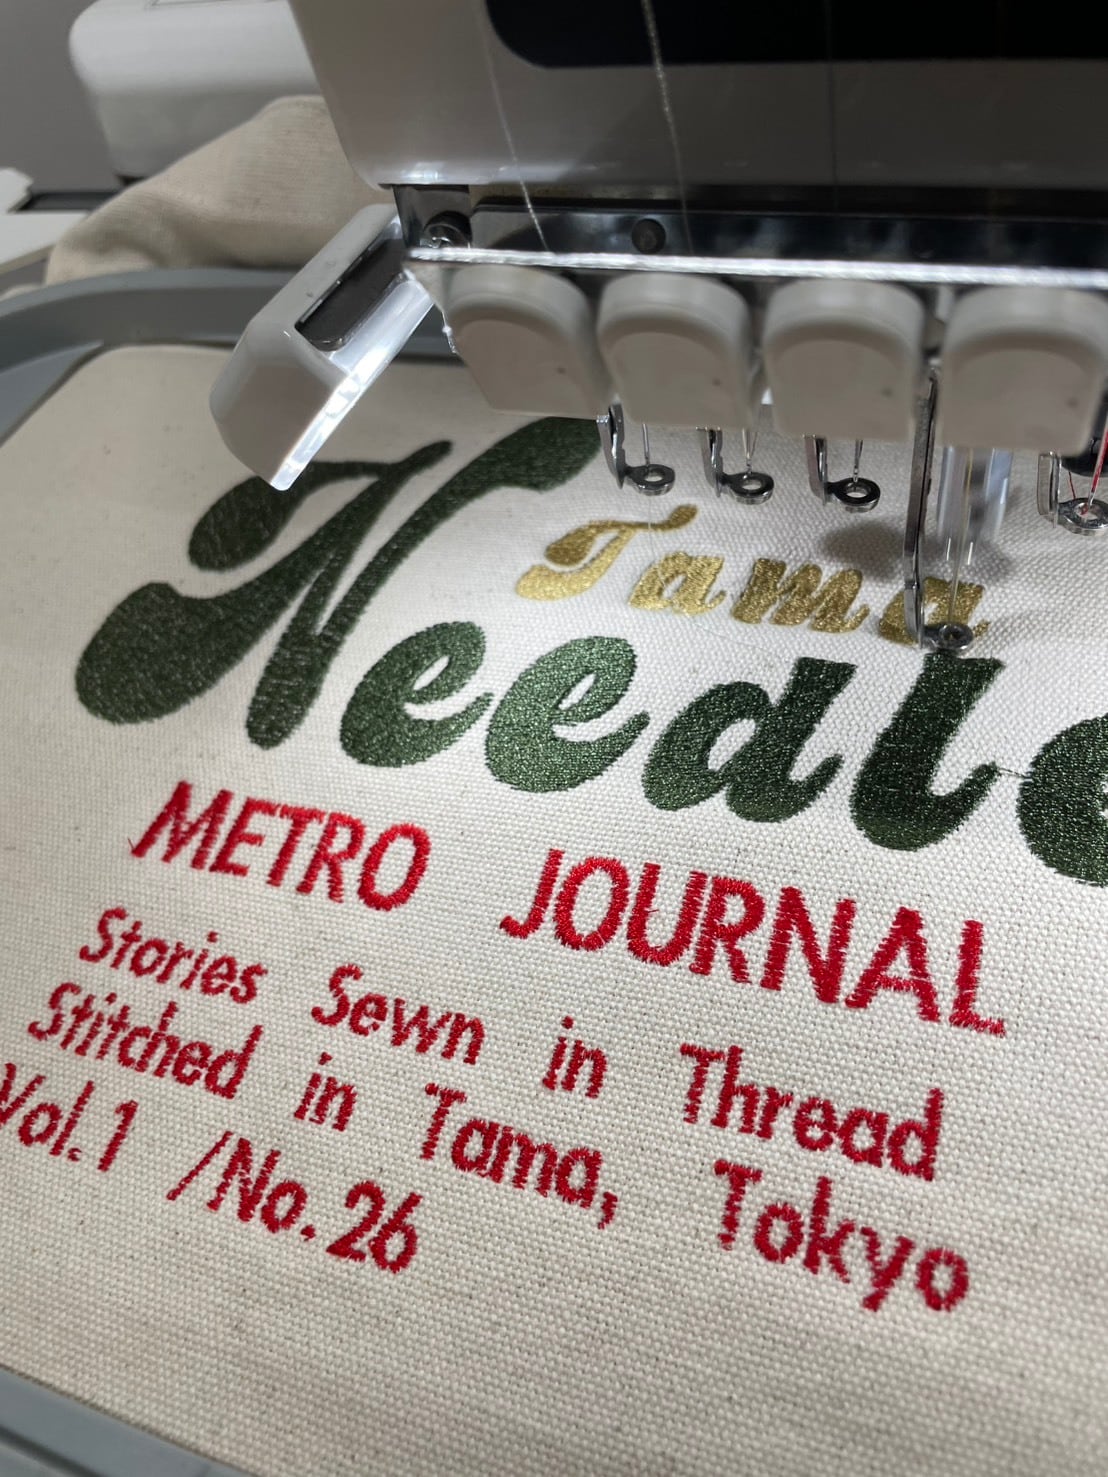 Tama
Needle
METRO JOURNAL
Stories Sewn in Thread
Stitched in Tama, Tokyo
Vol.1 /No.26